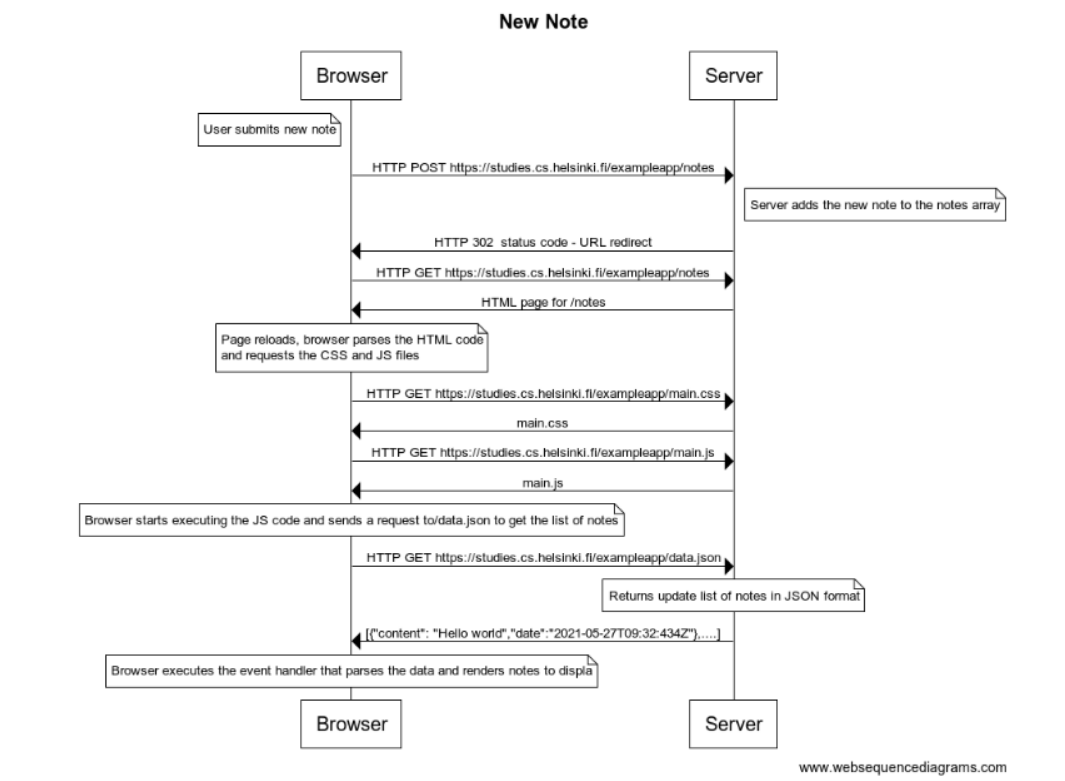 New Note
Browser
Server
User submits new note
HTTP POST https://studies.cs.helsinki.fi/exampleapp/notes
Server adds the new note to the notes array
HTTP 302  status code - URL redirect
HTTP GET https://studies.cs.helsinki.fi/exampleapp/notes
HTML page for /notes
Page reloads, browser parses the HTML code
and requests the CSS and JS files
HTTP GET https://studies.cs.helsinki.fi/exampleapp/main.css
main.css
HTTP GET https://studies.cs.helsinki.fi/exampleapp/main.js
main.js
Browser starts executing the JS code and sends a request to/data.json to get the list of notes
HTTP GET https://studies.cs.helsinki.fi/exampleapp/data.json
Returns update list of notes in JSON format
[{"content": "Hello world","date":"2021-05-27T09:32:434Z"},....]
Browser executes the event handler that parses the data and renders notes to displa
Browser
Server
www.websequencediagrams.com